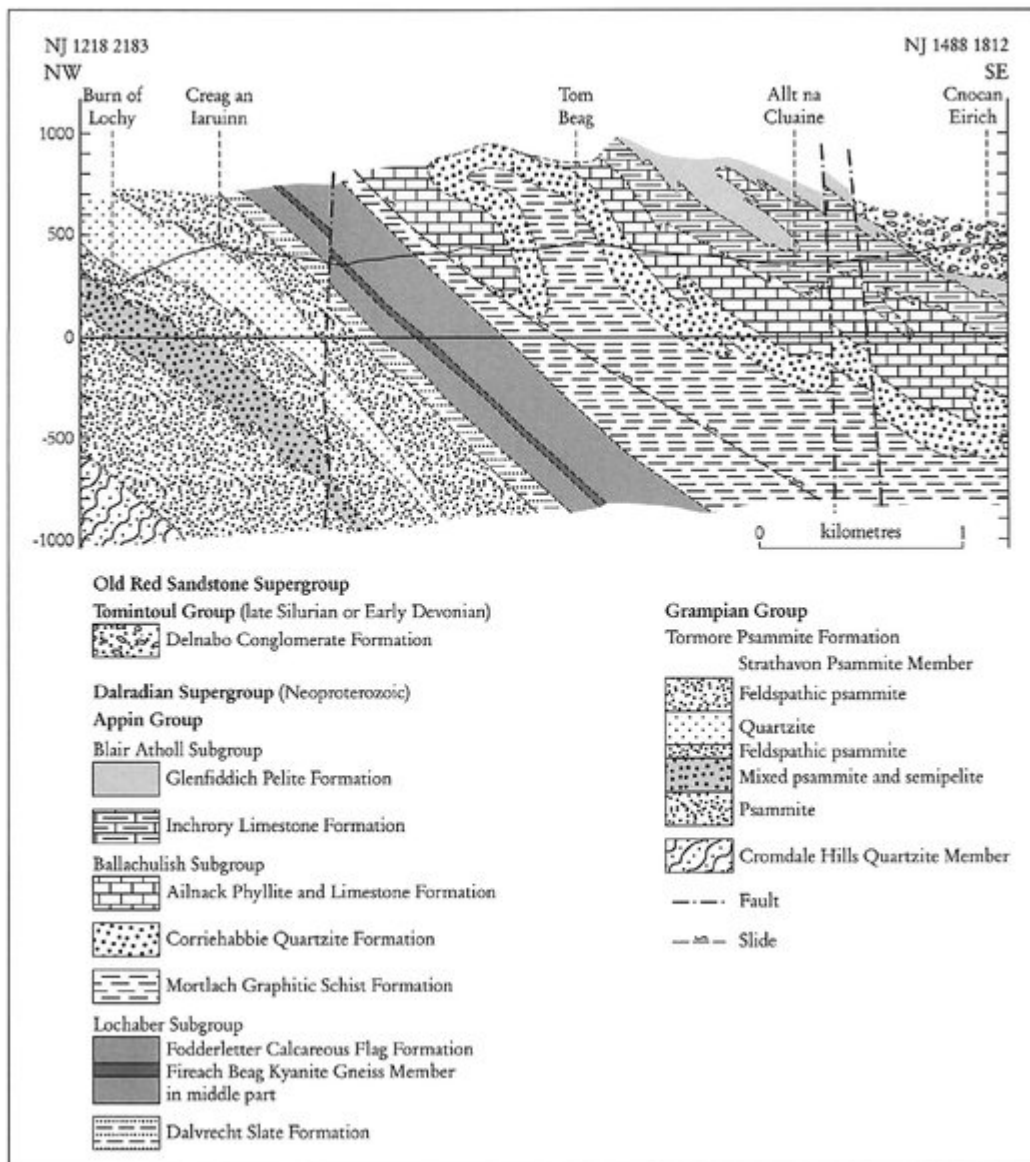 NJ 1218 2183
NW
NJ 1488 1812
SE
Burn of
Lochy
Creag an
Iaruinn
Tom
Beag
Allt na
Cluaine
Cnocan
Eirich
1000
500
0
-500
-1000
0 kilometres 1
Old Red Sandstone Supergroup
Tomintoul Group (late Silurian or Early Devonian)
Delnabo Conglomerate Formation
Dalradian Supergroup (Neoproterozoic)
Appin Group
Blair Atholl Subgroup
Glenfiddich Pelite Formation
Inchrory Limestone Formation
Ballachulish Subgroup
Ailnack Phyllite and Limestone Formation
Corriehabbie Quartzite Formation
Mortlach Graphitic Schist Formation
Lochaber Subgroup
Fodderletter Calcareous Flag Formation
Fireach Beag Kyanite Gneiss Member
in middle part
Dalvrecht Slate Formation
Grampian Group
Tormore Psammite Formation
Strathavon Psammite Member
Feldspathic psammite
Quartzite
Feldspathic psammite
Mixed psammite and semipelite
Psammite
Cromdale Hills Quartzite Member
Fault
Slide